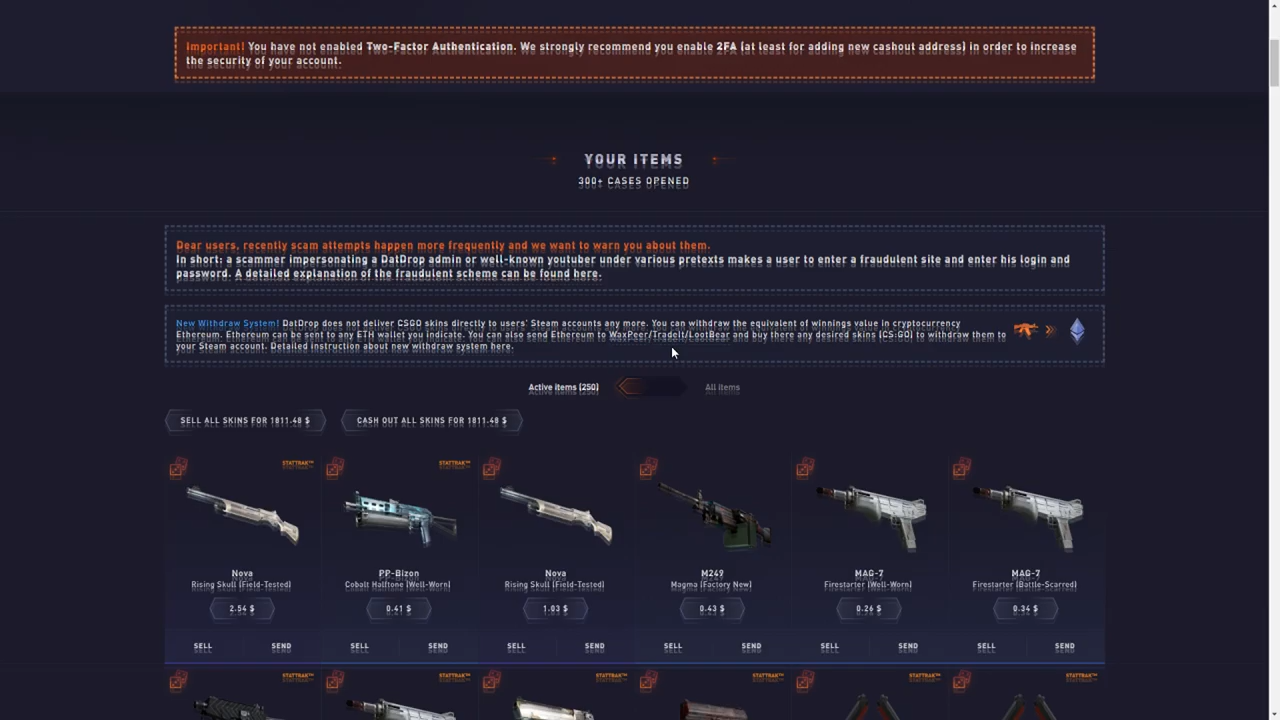 Important! You have not enabled Two-Factor Authentication. We strongly recommend you enable 2FA (at least for adding new cashout address) in order to increase
the security of your account.
YOUR ITEMS
300+ CASES OPENED
Dear users, recently scam attempts happen more frequently and we want to warn you about them.
In short: a scammer impersonating a DatDrop admin or well-known youtuber under various pretexts makes a user to enter a fraudulent site and enter his login and
password. A detailed explanation of the fraudulent scheme can be found here.
New Withdraw System! DatDrop does not deliver CSGO skins directly to users' Steam accounts any more. You can withdraw the equivalent of winnings value in cryptocurrency
Ethereum. Ethereum can be sent to any ETH wallet you indicate. You can also send Ethereum to WaxPeer/TradeIt/LootBear and buy there any desired skins (CS:GO) to withdraw them to
your Steam account. Detailed instruction about new withdraw system here.
Active items (250) All items
SELL ALL SKINS FOR 1811.48 $ CASH OUT ALL SKINS FOR 1811.48 $
STATTRAK™ STATTRAK™
Nova PP-Bizon Nova M249 MAG-7 MAG-7
Rising Skull (Field-Tested) Cobalt Halftone (Well-Worn) Rising Skull (Field-Tested) Magma (Factory New) Firestarter (Well-Worn) Firestarter (Battle-Scarred)
2.54 $ 0.41 $ 1.03 $ 0.43 $ 0.26 $ 0.34 $
SELL SEND SELL SEND SELL SEND SELL SEND SELL SEND SELL SEND
STATTRAK™ STATTRAK™ STATTRAK™ STATTRAK™ STATTRAK™ STATTRAK™